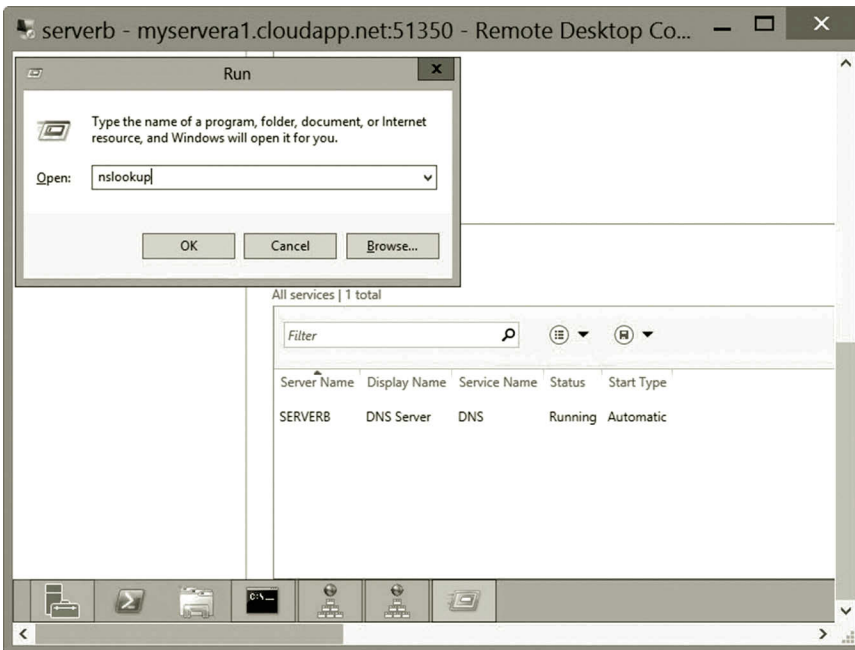 serverb - myservera1.cloudapp.net:51350 - Remote Desktop Co...
Run
Type the name of a program, folder, document, or Internet
resource, and Windows will open it for you.
Open:
nslookup
OK
Cancel
Browse...
All services | 1 total
Filter
Server Name Display Name Service Name Status Start Type
SERVERB DNS Server DNS Running Automatic
C:\_